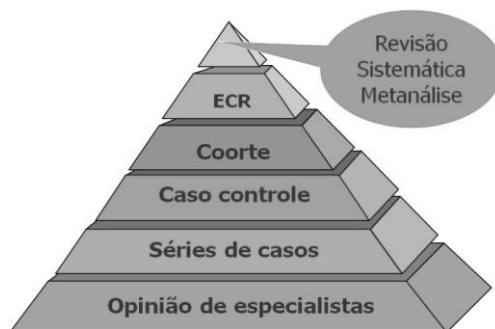 Revisão
Sistemática
Metanálise
ECR
Coorte
Caso controle
Séries de casos
Opinião de especialistas